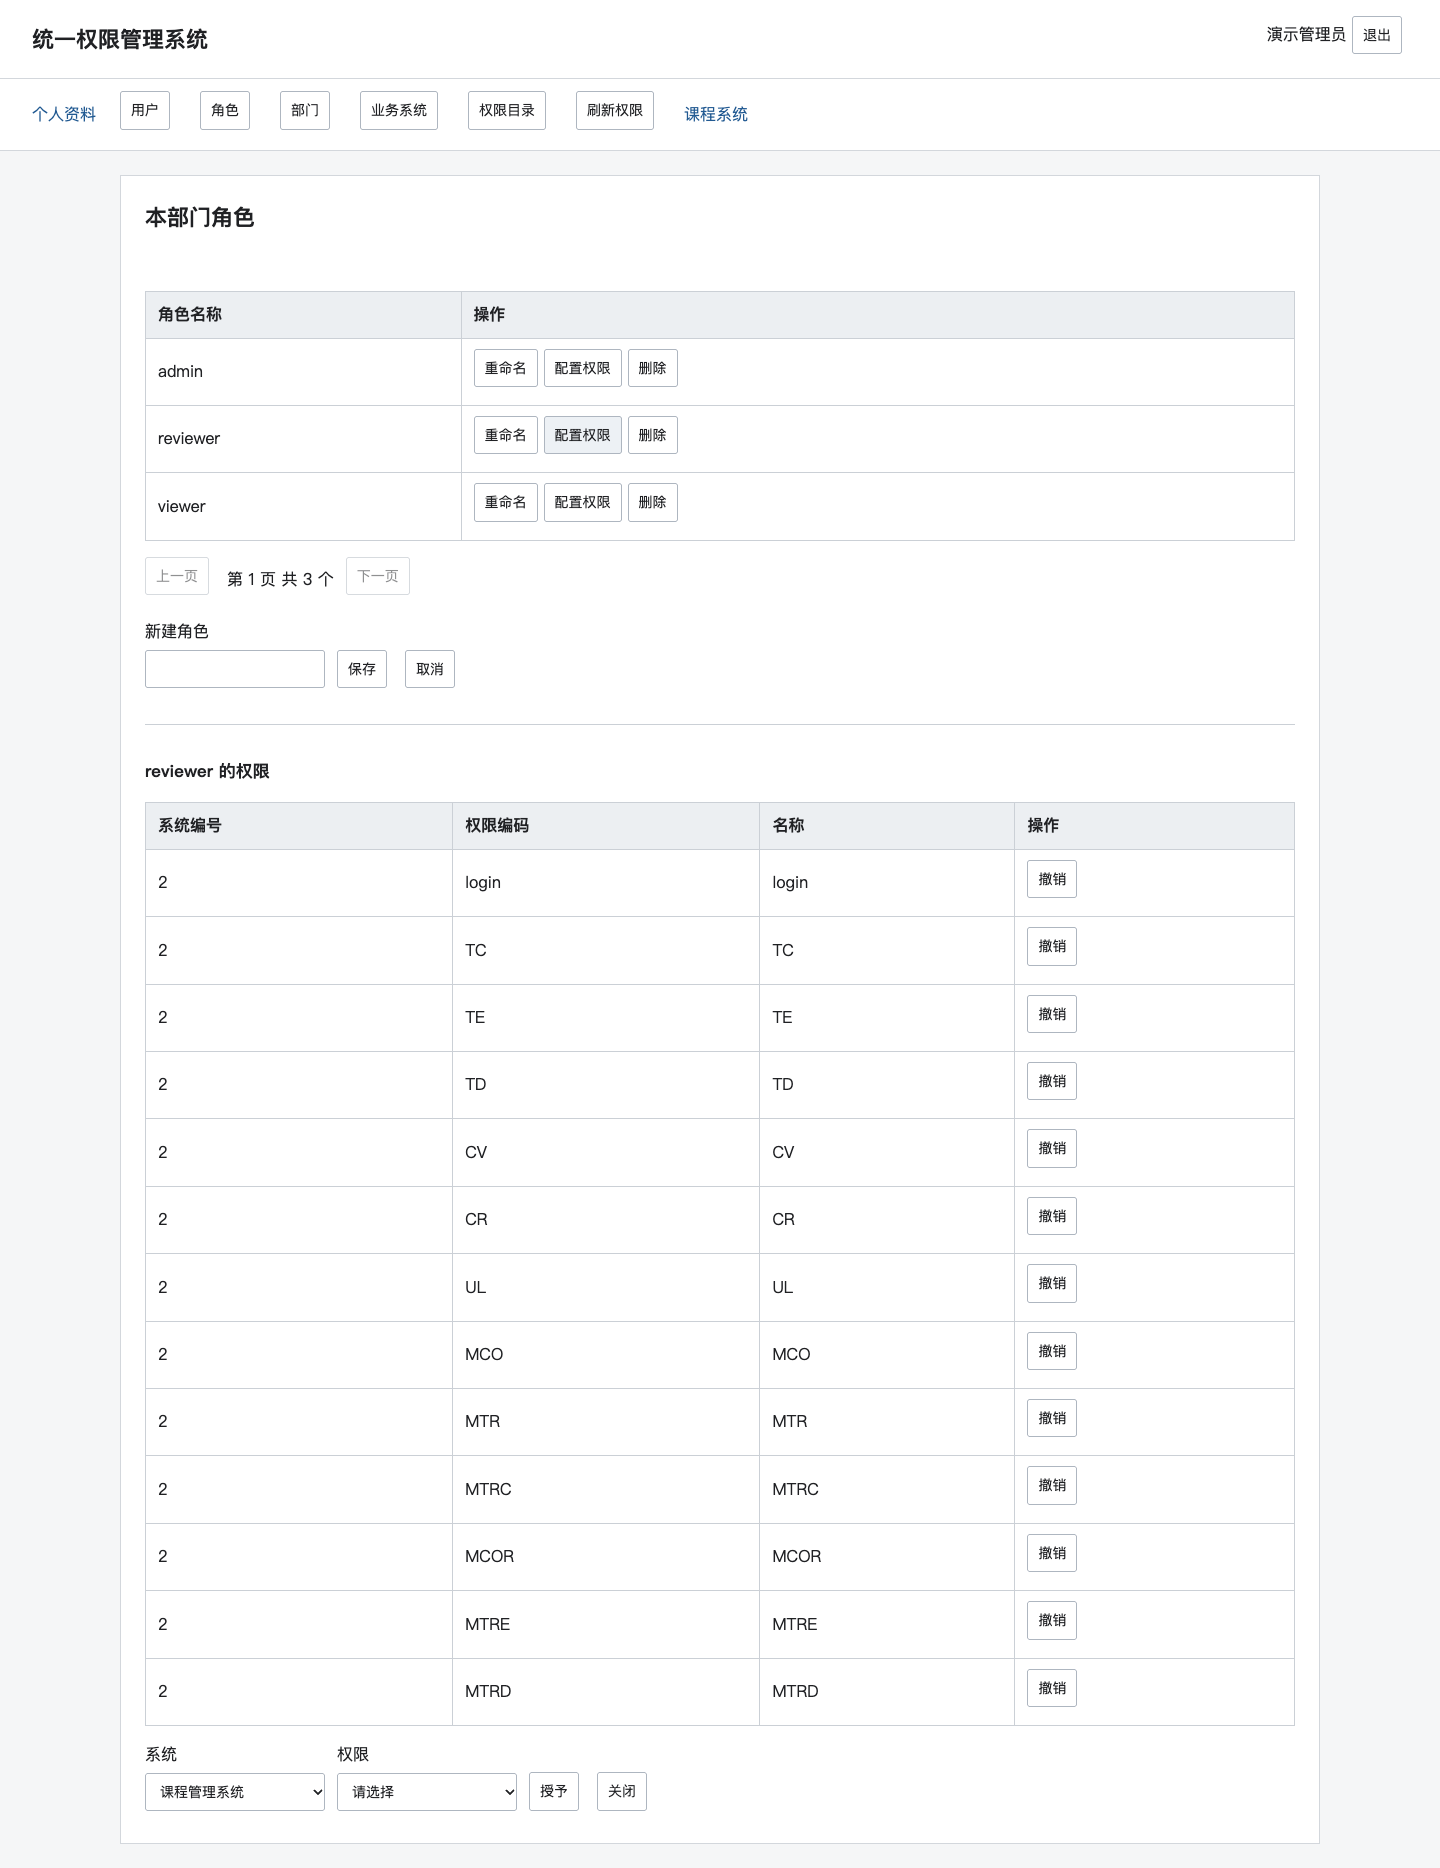 统一权限管理系统
演示管理员 退出
个人资料 用户 角色 部门 业务系统 权限目录 刷新权限 课程系统
本部门角色
角色名称 操作
admin 重命名 配置权限 删除
reviewer 重命名 配置权限 删除
viewer 重命名 配置权限 删除
上一页 第 1 页 共 3 个 下一页
新建角色
保存 取消
reviewer 的权限
系统编号 权限编码 名称 操作
2 login login 撤销
2 TC TC 撤销
2 TE TE 撤销
2 TD TD 撤销
2 CV CV 撤销
2 CR CR 撤销
2 UL UL 撤销
2 MCO MCO 撤销
2 MTR MTR 撤销
2 MTRC MTRC 撤销
2 MCOR MCOR 撤销
2 MTRE MTRE 撤销
2 MTRD MTRD 撤销
系统 权限
课程管理系统 请选择 授予 关闭